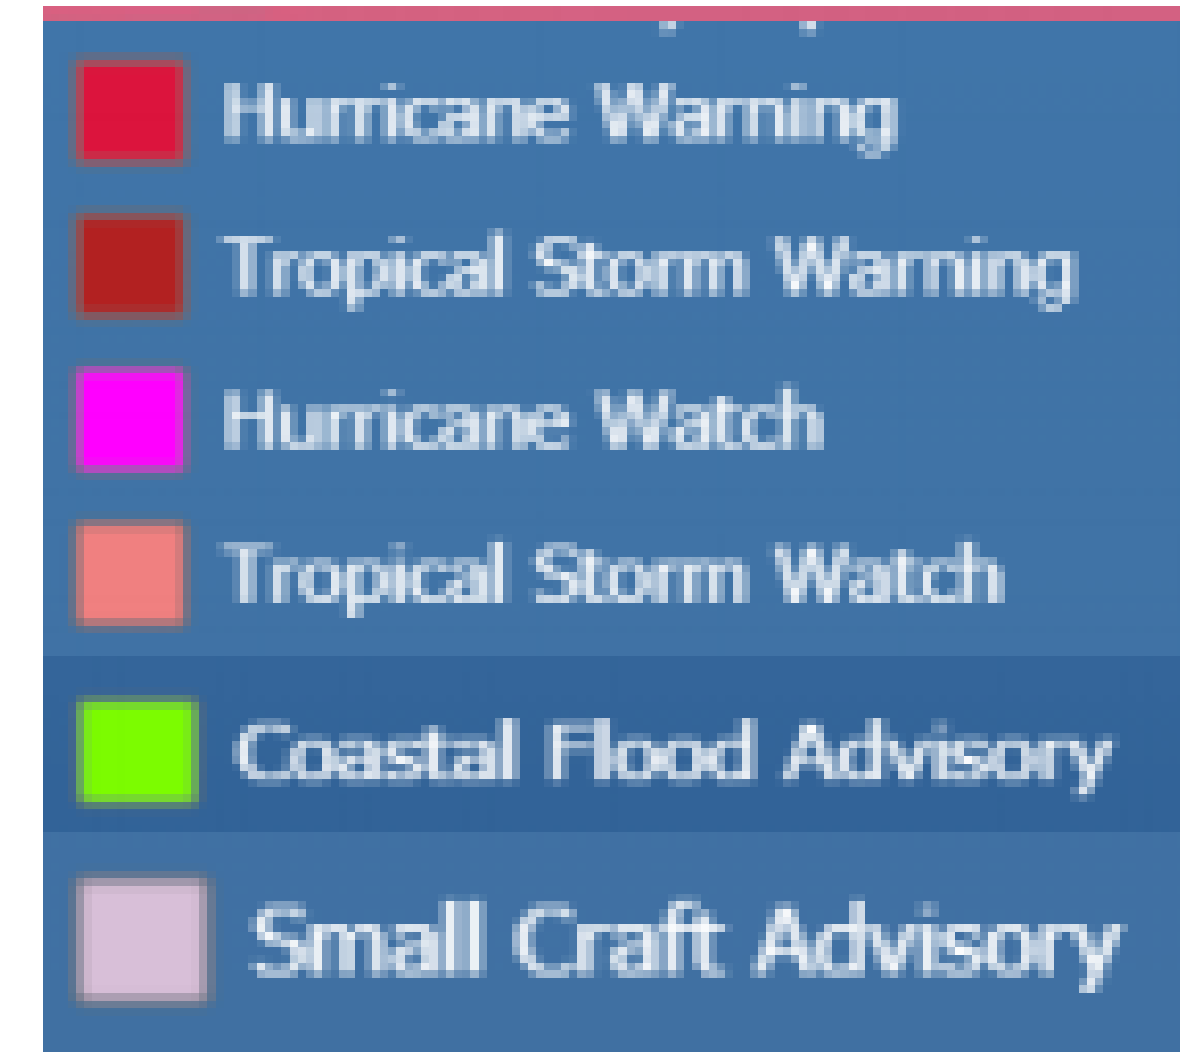 Hurricane Warning
Tropical Storm Warning
Hurricane Watch
Tropical Storm Watch
Coastal Flood Advisory
Small Craft Advisory